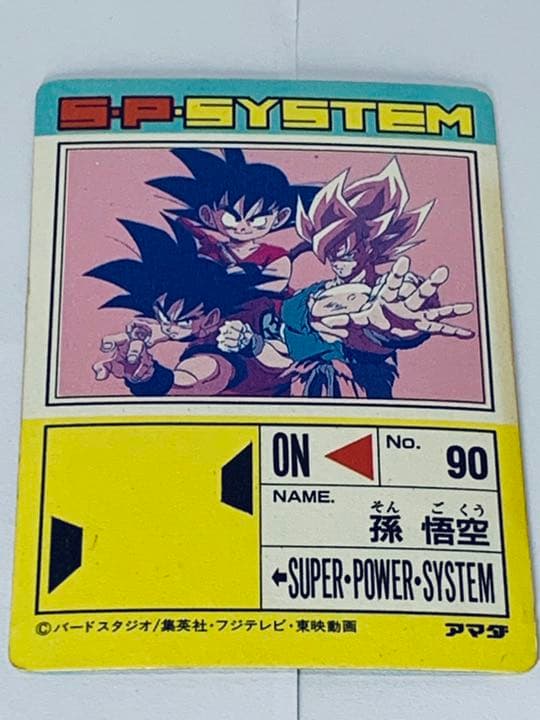 S·P·SYSTEM
ON
No. 90
NAME.
そん ご くう
孫 悟空
←SUPER·POWER·SYSTEM
©バードスタジオ/集英社・フジテレビ・東映動画
アマダ